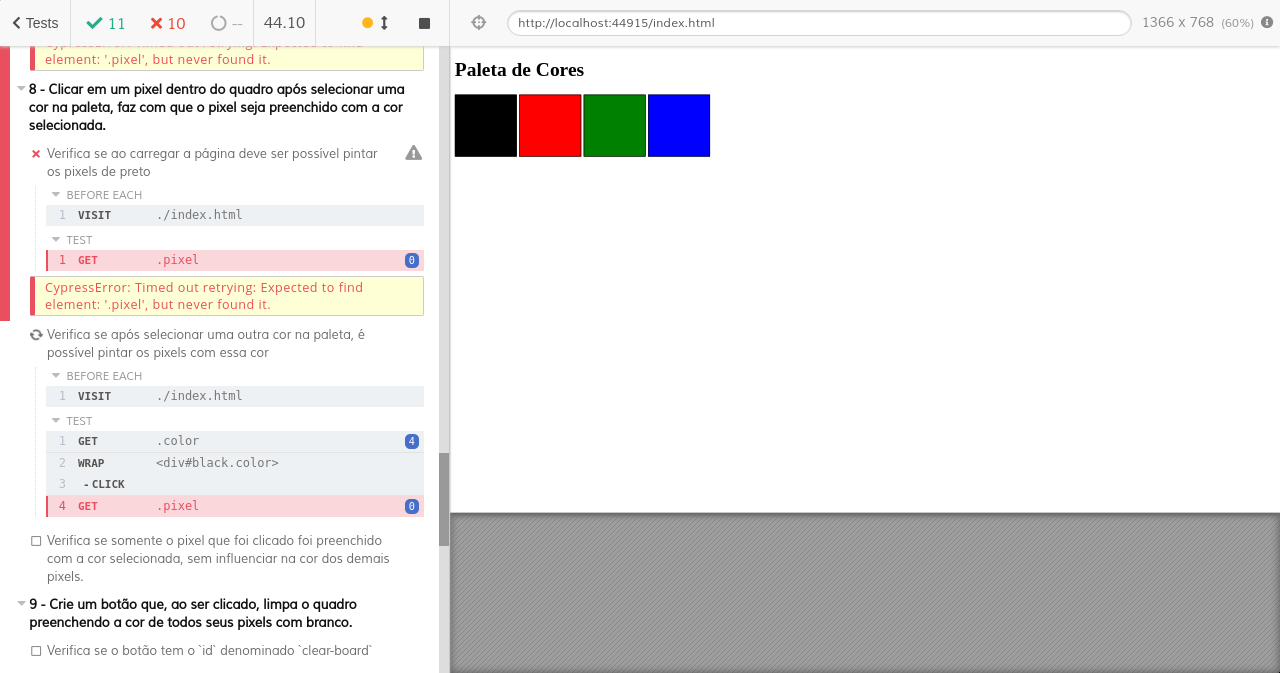 Tests
11
10
--
44.10
http://localhost:44915/index.html
1366 x 768 (60%)
element: '.pixel', but never found it.
8 - Clicar em um pixel dentro do quadro após selecionar uma
cor na paleta, faz com que o pixel seja preenchido com a cor
selecionada.
Verifica se ao carregar a página deve ser possível pintar
os pixels de preto
BEFORE EACH
1 VISIT ./index.html
TEST
1 GET .pixel 0
CypressError: Timed out retrying: Expected to find
element: '.pixel', but never found it.
Verifica se após selecionar uma outra cor na paleta, é
possível pintar os pixels com essa cor
BEFORE EACH
1 VISIT ./index.html
TEST
1 GET .color 4
2 WRAP <div#black.color>
3 - CLICK
4 GET .pixel 0
Verifica se somente o pixel que foi clicado foi preenchido
com a cor selecionada, sem influenciar na cor dos demais
pixels.
9 - Crie um botão que, ao ser clicado, limpa o quadro
preenchendo a cor de todos seus pixels com branco.
Verifica se o botão tem o `id` denominado `clear-board`
Paleta de Cores